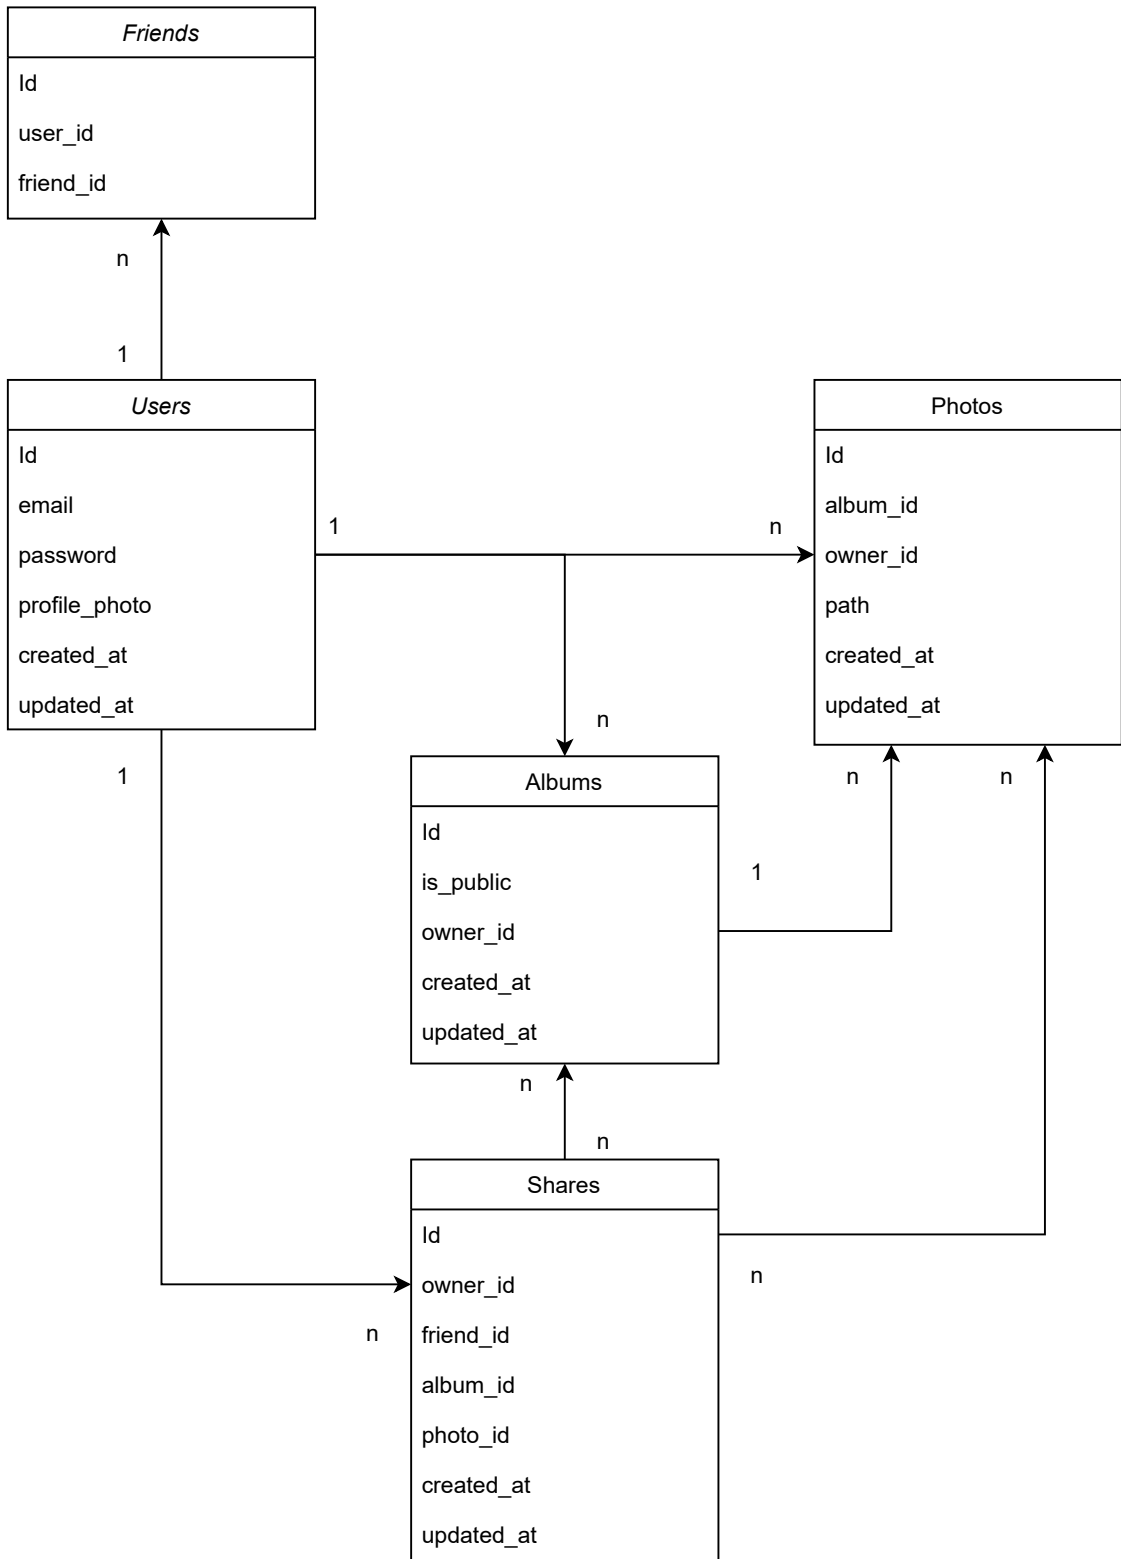 Friends
Id
user_id
friend_id
n
1
Users
Id
email
password
profile_photo
created_at
updated_at
1
n
Photos
Id
album_id
owner_id
path
created_at
updated_at
n
1
n
n
Albums
Id
is_public
owner_id
created_at
updated_at
1
n
n
Shares
Id
owner_id
friend_id
album_id
photo_id
created_at
updated_at
n
n